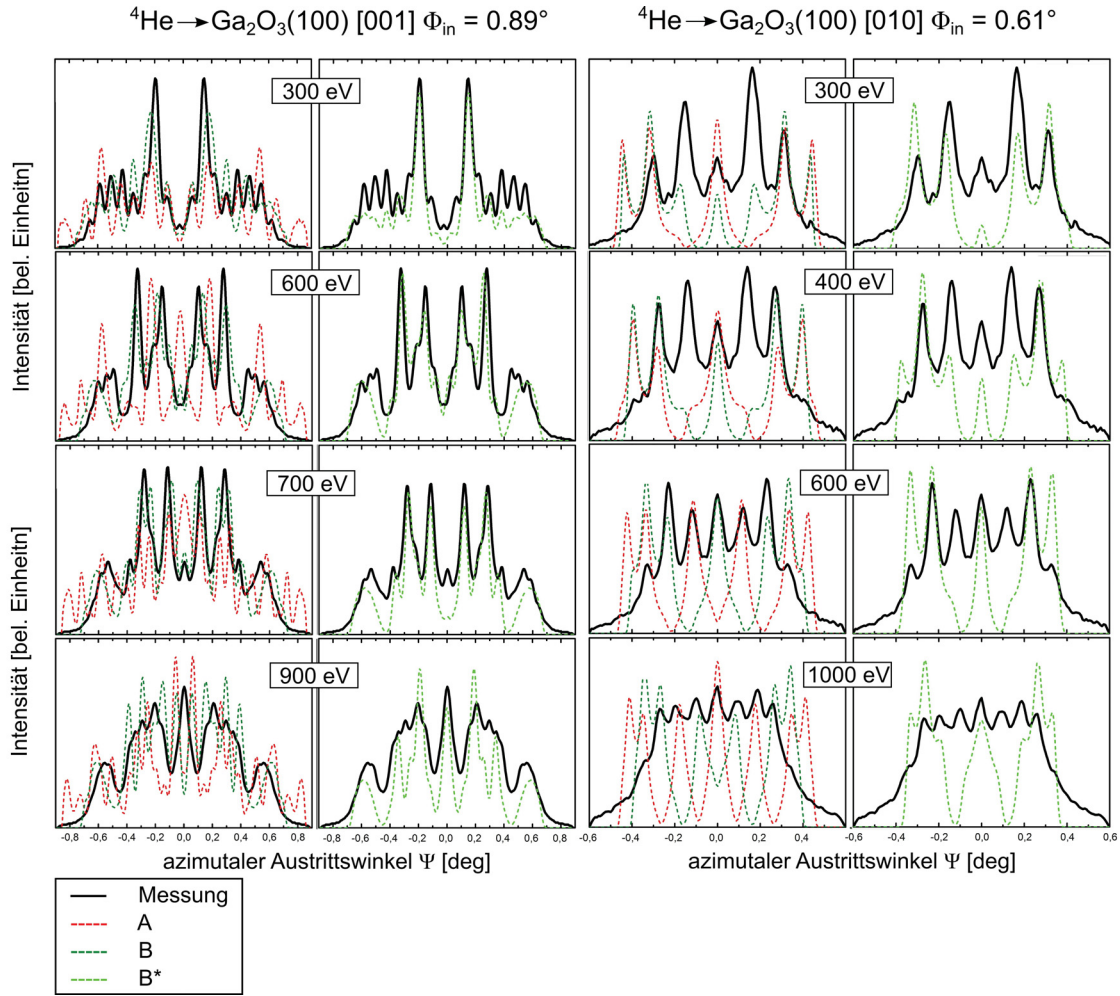 ⁴He→Ga₂O₃(100) [001] Φin = 0.89°
⁴He→Ga₂O₃(100) [010] Φin = 0.61°
300 eV
300 eV
600 eV
400 eV
700 eV
600 eV
900 eV
1000 eV
Intensität [bel. Einheitn]
Intensität [bel. Einheitn]
-0,8 -0,6 -0,4 -0,2 0,0 0,2 0,4 0,6 0,8
-0,8 -0,6 -0,4 -0,2 0,0 0,2 0,4 0,6 0,8
-0,6 -0,4 -0,2 0,0 0,2 0,4 0,6
-0,4 -0,2 0,0 0,2 0,4 0,6
azimutaler Austrittswinkel Ψ [deg]
azimutaler Austrittswinkel Ψ [deg]
Messung
A
B
B*